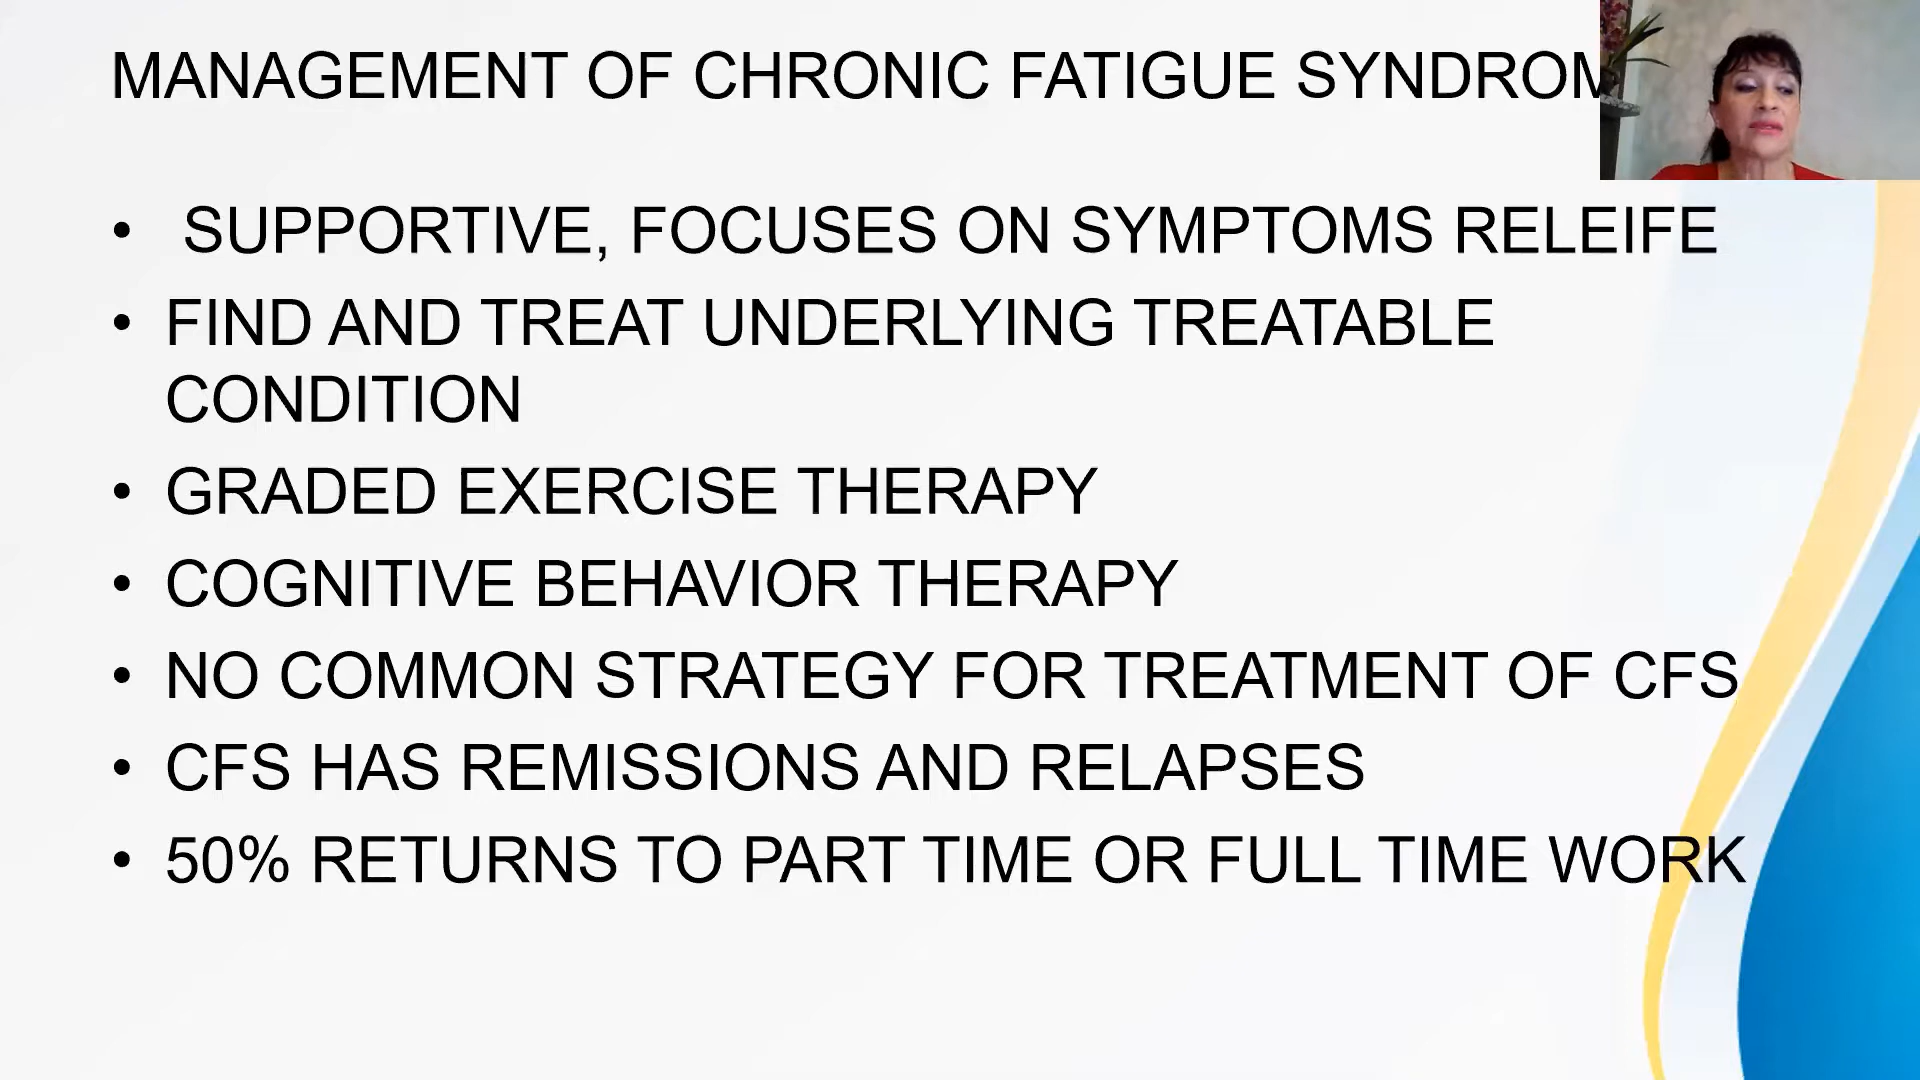 MANAGEMENT OF CHRONIC FATIGUE SYNDROM
• SUPPORTIVE, FOCUSES ON SYMPTOMS RELEIFE
• FIND AND TREAT UNDERLYING TREATABLE
CONDITION
• GRADED EXERCISE THERAPY
• COGNITIVE BEHAVIOR THERAPY
• NO COMMON STRATEGY FOR TREATMENT OF CFS
• CFS HAS REMISSIONS AND RELAPSES
• 50% RETURNS TO PART TIME OR FULL TIME WORK